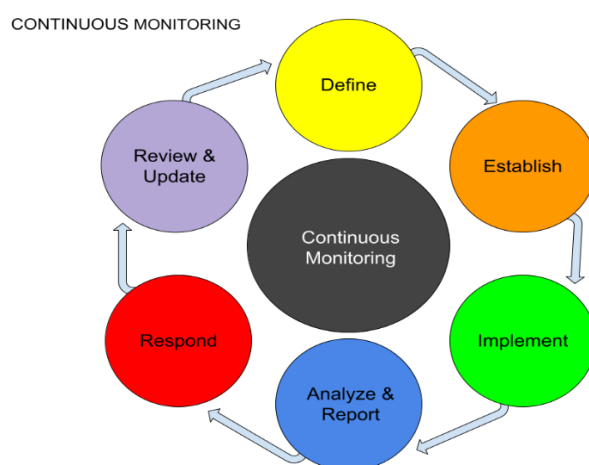 CONTINUOUS MONITORING
Define
Establish
Implement
Analyze &
Report
Respond
Review &
Update
Continuous
Monitoring